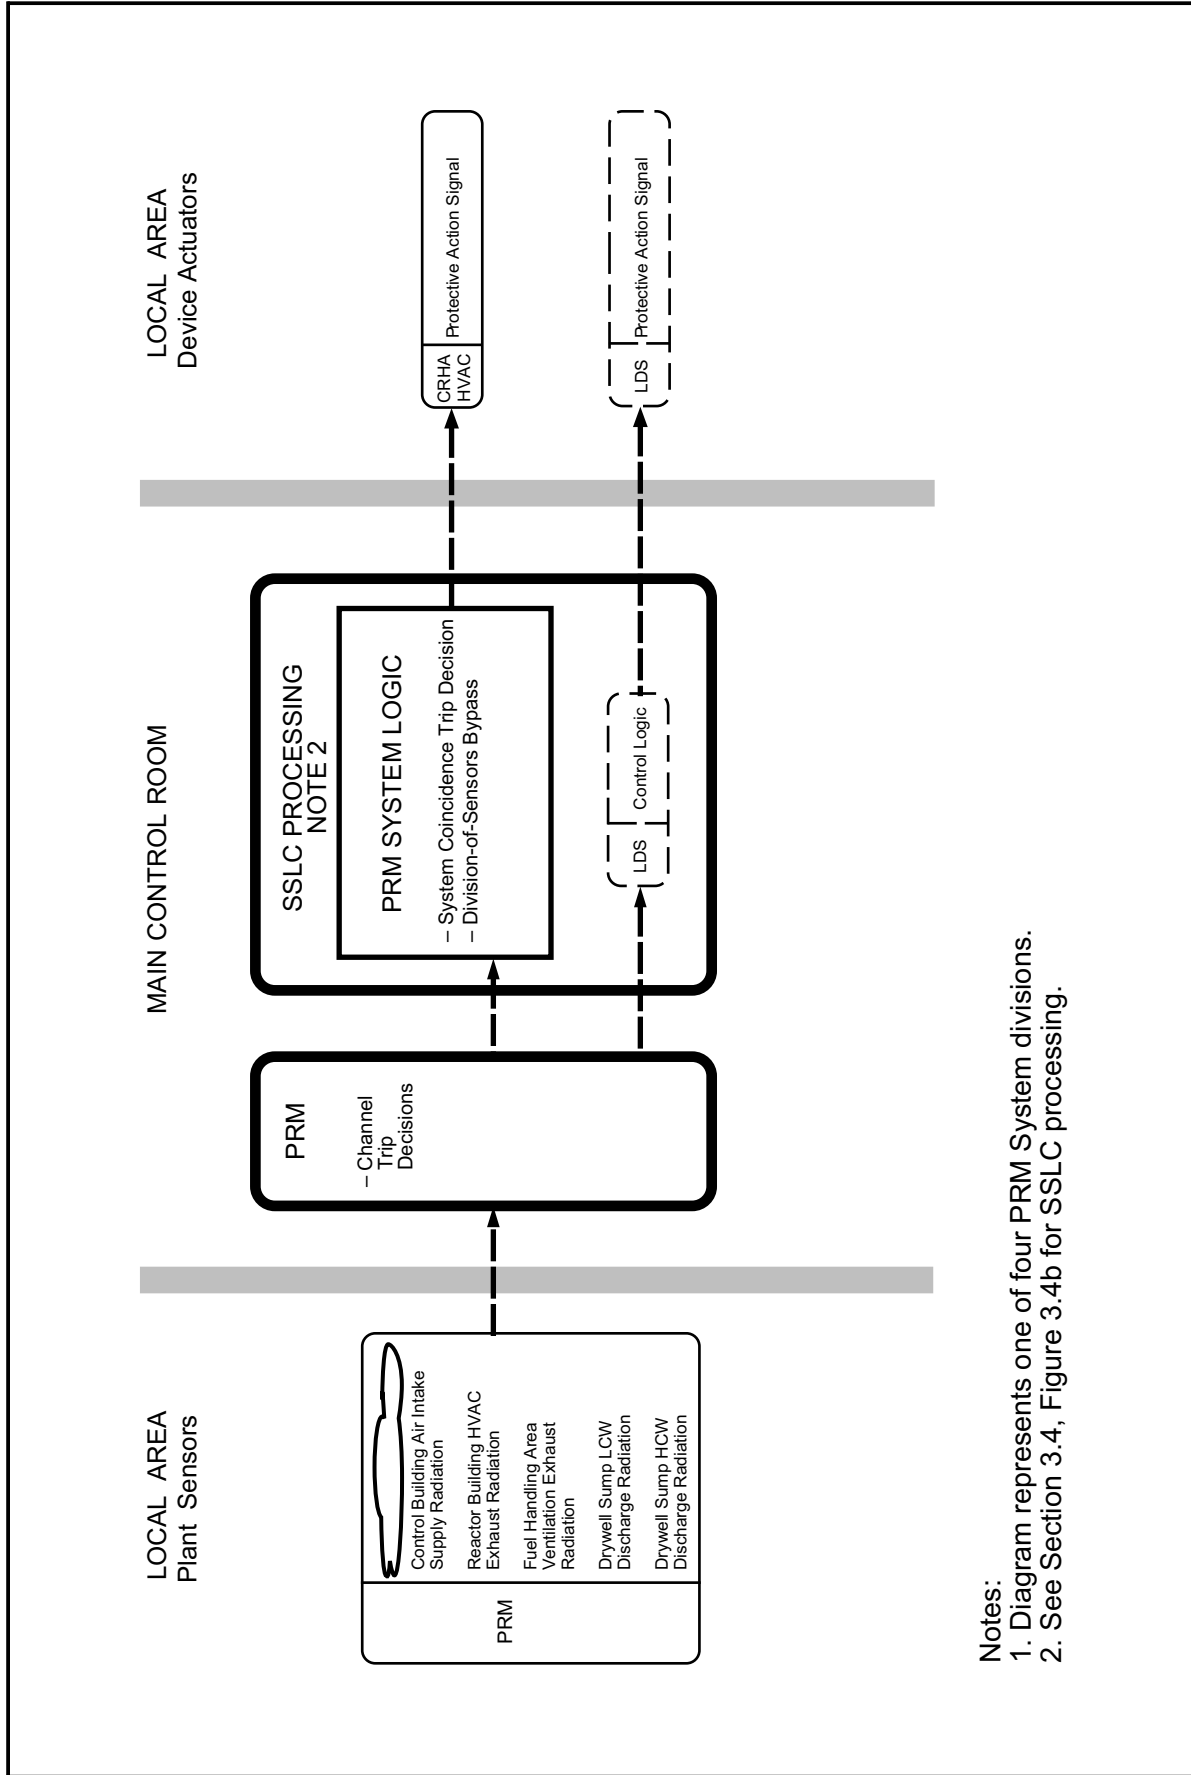 LOCAL AREA
Plant Sensors
MAIN CONTROL ROOM
LOCAL AREA
Device Actuators
PRM
Control Building Air Intake
Supply Radiation
Reactor Building HVAC
Exhaust Radiation
Fuel Handling Area
Ventilation Exhaust
Radiation
Drywell Sump LCW
Discharge Radiation
Drywell Sump HCW
Discharge Radiation
PRM
– Channel
Trip
Decisions
SSLC PROCESSING
NOTE 2
PRM SYSTEM LOGIC
– System Coincidence Trip Decision
– Division-of-Sensors Bypass
LDS
Control Logic
CRHA
HVAC
Protective Action Signal
LDS
Protective Action Signal
Notes:
1. Diagram represents one of four PRM System divisions.
2. See Section 3.4, Figure 3.4b for SSLC processing.